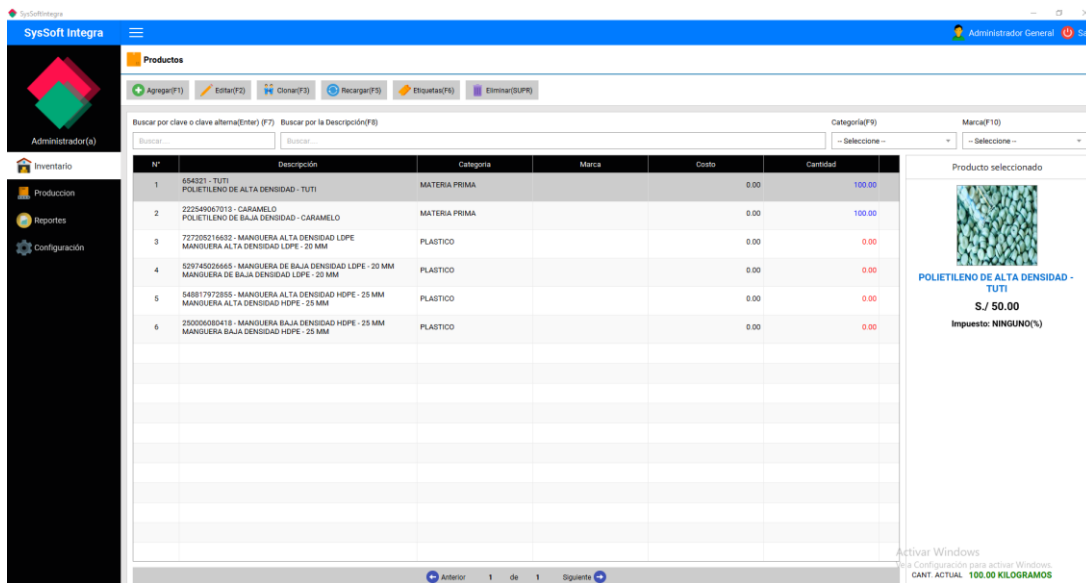 SysSoftIntegra
SysSoft Integra
Administrador General
Productos
Agregar(F1) Editar(F2) Clonar(F3) Recargar(F5) Etiquetas(F6) Eliminar(SUPR)
Administrador(a)
Inventario
Produccion
Reportes
Configuración
Buscar por clave o clave alterna(Enter) (F7) Buscar por la Descripción(F8) Categoría(F9) Marca(F10)
Buscar... Buscar... -- Seleccione -- -- Seleccione --
N° Descripción Categoria Marca Costo Cantidad
1 654321 - TUTI
POLIETILENO DE ALTA DENSIDAD - TUTI MATERIA PRIMA 0.00 100.00
2 222549067013 - CARAMELO
POLIETILENO DE BAJA DENSIDAD - CARAMELO MATERIA PRIMA 0.00 100.00
3 727205216632 - MANGUERA ALTA DENSIDAD LDPE
MANGUERA ALTA DENSIDAD LDPE - 20 MM PLASTICO 0.00 0.00
4 529745026665 - MANGUERA DE BAJA DENSIDAD LDPE - 20 MM
MANGUERA DE BAJA DENSIDAD LDPE - 20 MM PLASTICO 0.00 0.00
5 548817972855 - MANGUERA ALTA DENSIDAD HDPE - 25 MM
MANGUERA ALTA DENSIDAD HDPE - 25 MM PLASTICO 0.00 0.00
6 250006080418 - MANGUERA BAJA DENSIDAD HDPE - 25 MM
MANGUERA BAJA DENSIDAD HDPE - 25 MM PLASTICO 0.00 0.00
Producto seleccionado
POLIETILENO DE ALTA DENSIDAD -
TUTI
S./ 50.00
Impuesto: NINGUNO(%)
Activar Windows
Ve a Configuración para activar Windows.
Anterior 1 de 1 Siguiente
CANT. ACTUAL 100.00 KILOGRAMOS